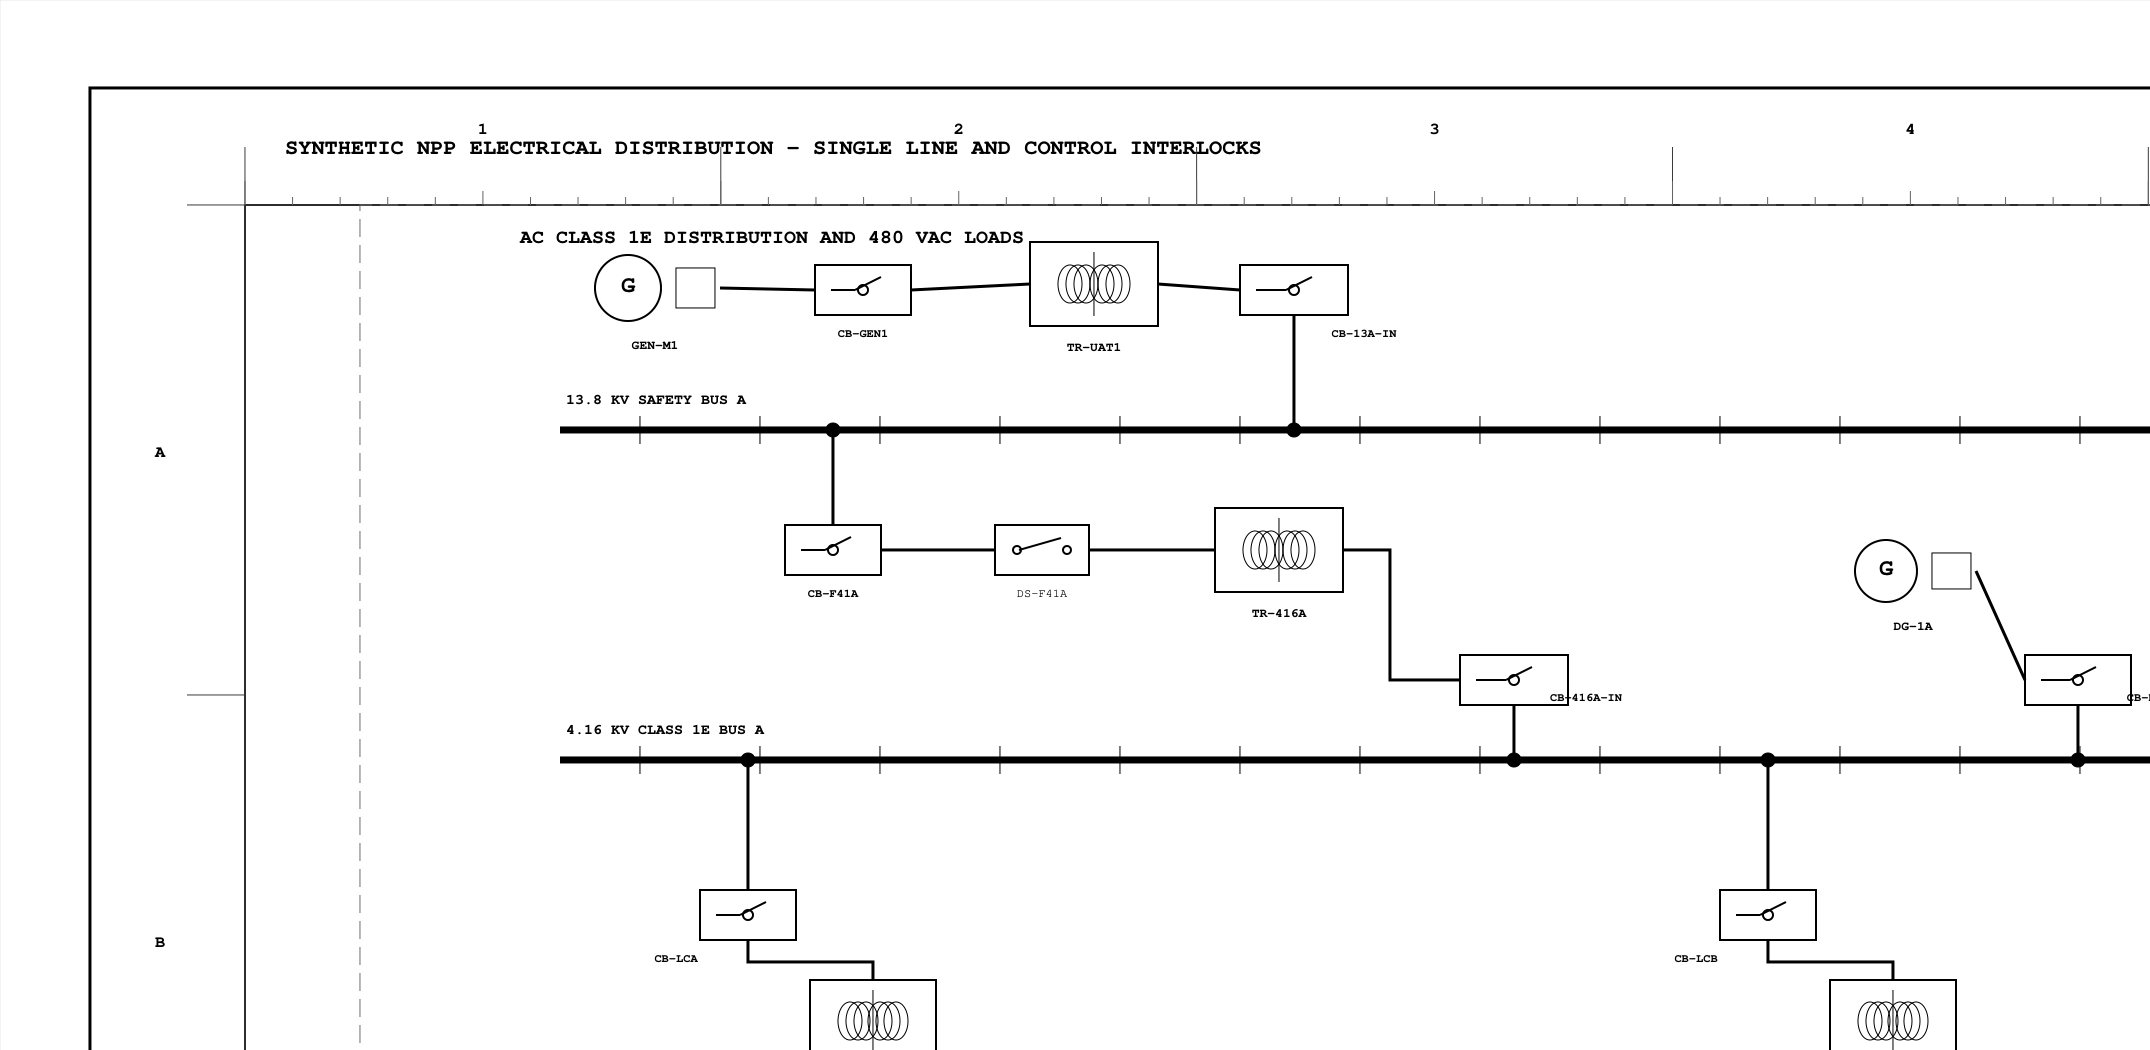 1 2 3 4
SYNTHETIC NPP ELECTRICAL DISTRIBUTION — SINGLE LINE AND CONTROL INTERLOCKS
AC CLASS 1E DISTRIBUTION AND 480 VAC LOADS
G
GEN-M1
CB-GEN1
TR-UAT1
CB-13A-IN
13.8 KV SAFETY BUS A
A
CB-F41A
DS-F41A
TR-416A
G
DG-1A
CB-416A-IN
4.16 KV CLASS 1E BUS A
B
CB-LCA
CB-LCB